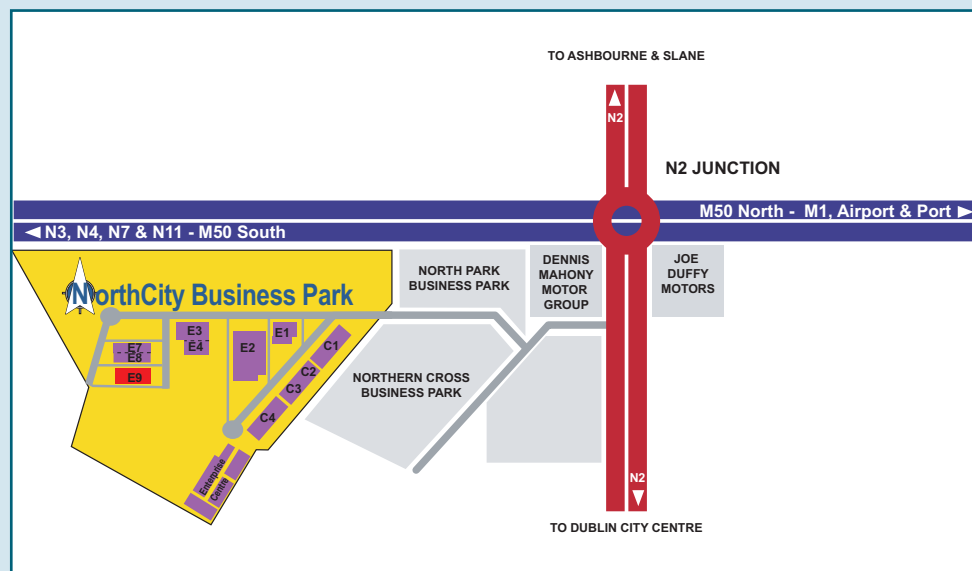 TO ASHBOURNE & SLANE
N2
N2 JUNCTION
M50 North - M1, Airport & Port
N3, N4, N7 & N11 - M50 South
NORTH PARK
BUSINESS PARK
DENNIS
MAHONY
MOTOR
GROUP
JOE
DUFFY
MOTORS
NorthCity Business Park
E3
E4
E1
E2
E7
E8
E9
C1
C2
C3
C4
NORTHERN CROSS
BUSINESS PARK
Enterprise
Centre
N2
TO DUBLIN CITY CENTRE